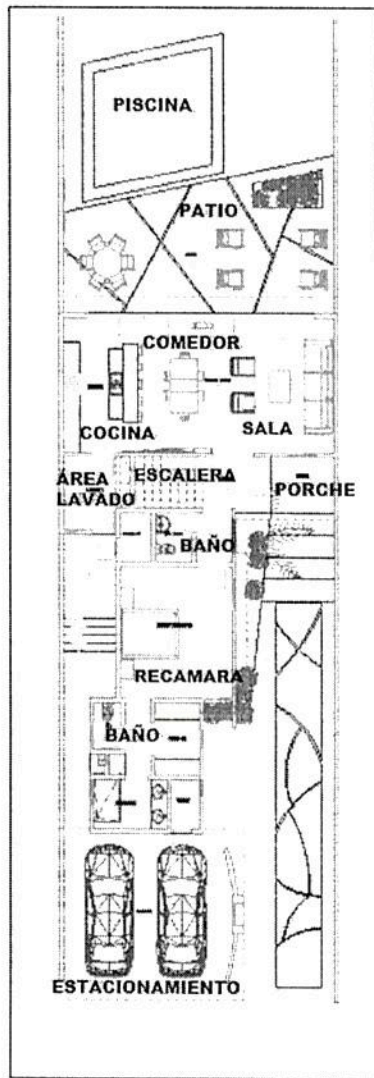 PISCINA
PATIO
COMEDOR
COCINA
SALA
ÁREA
LAVADO
ESCALERA
PORCHE
BAÑO
RECAMARA
BAÑO
ESTACIONAMIENTO